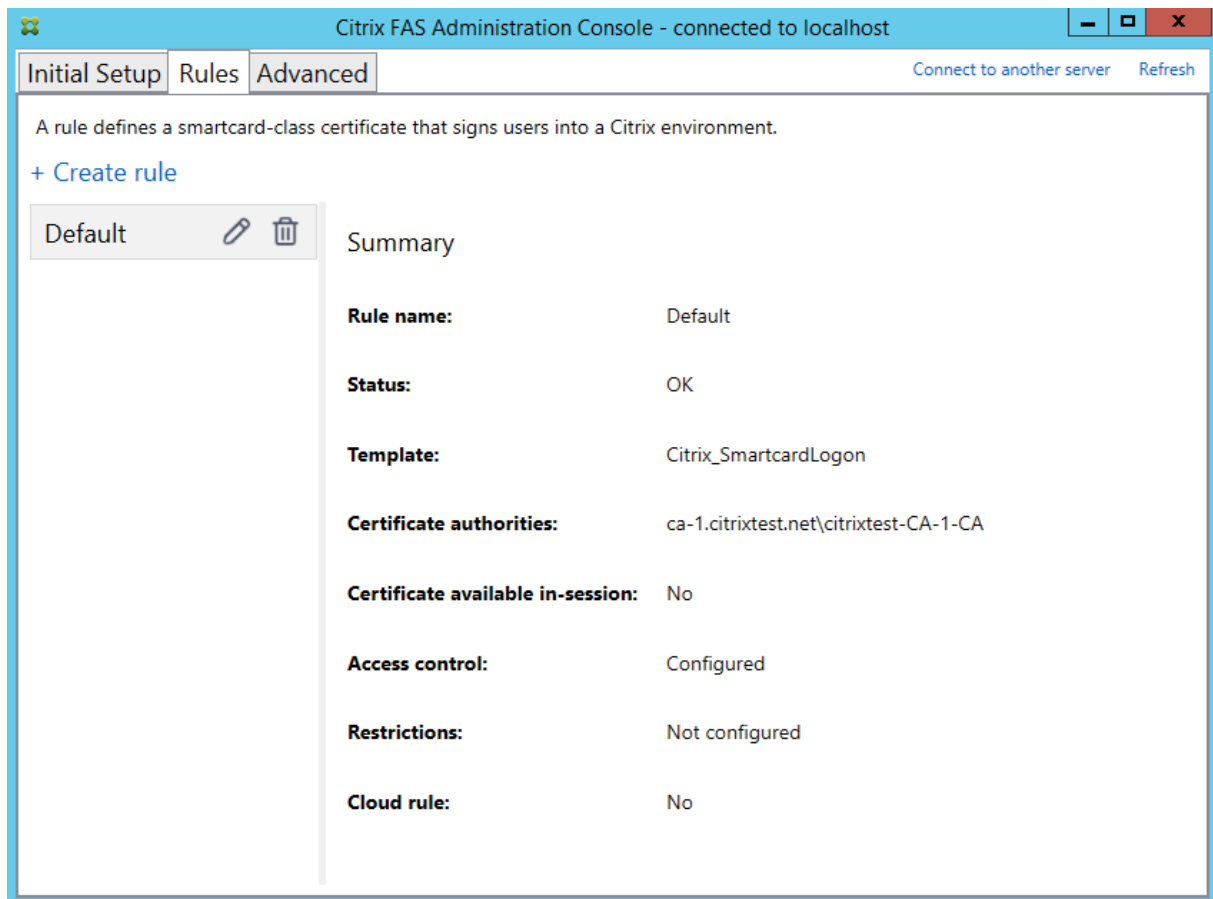 Citrix FAS Administration Console - connected to localhost
Initial Setup Rules Advanced Connect to another server Refresh
A rule defines a smartcard-class certificate that signs users into a Citrix environment.
+ Create rule
Default
Summary
Rule name: Default
Status: OK
Template: Citrix_SmartcardLogon
Certificate authorities: ca-1.citrixtest.net\citrixtest-CA-1-CA
Certificate available in-session: No
Access control: Configured
Restrictions: Not configured
Cloud rule: No